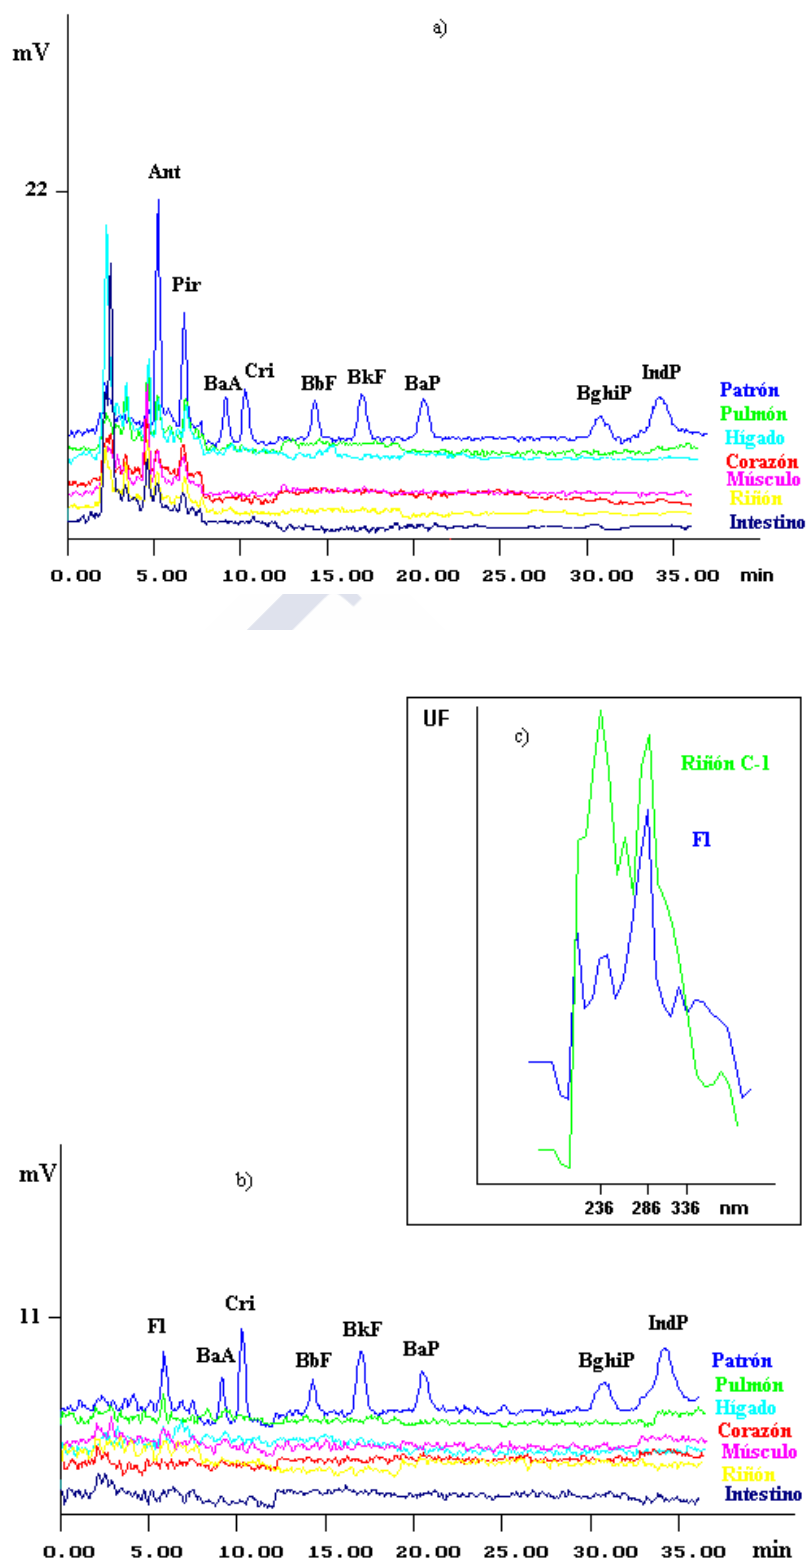 a)
mV
22
Ant
Pir
BaA
Cri
BbF
BkF
BaP
BghiP
IndP
Patrón
Pulmón
Hígado
Corazón
Músculo
Riñón
Intestino
0.00 5.00 10.00 15.00 20.00 25.00 30.00 35.00 min
UF
c)
Riñón C-1
Fl
236 286 336 nm
mV
b)
11
Fl
BaA
Cri
BbF
BkF
BaP
BghiP
IndP
Patrón
Pulmón
Hígado
Corazón
Músculo
Riñón
Intestino
0.00 5.00 10.00 15.00 20.00 25.00 30.00 35.00 min